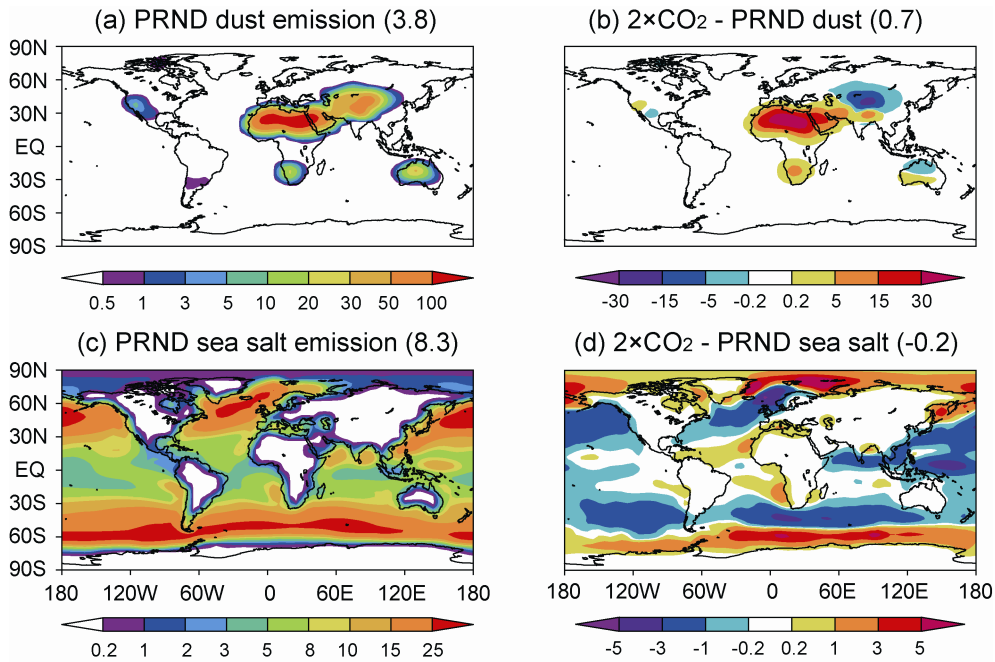 (a) PRND dust emission (3.8)
(b) 2×CO2 - PRND dust (0.7)
90N
60N
30N
EQ
30S
60S
90S
0.5 1 3 5 10 20 30 50 100
-30 -15 -5 -0.2 0.2 5 15 30
(c) PRND sea salt emission (8.3)
(d) 2×CO2 - PRND sea salt (-0.2)
90N
60N
30N
EQ
30S
60S
90S
180 120W 60W 0 60E 120E 180
180 120W 60W 0 60E 120E 180
0.2 1 2 3 5 8 10 15 25
-5 -3 -1 -0.2 0.2 1 3 5